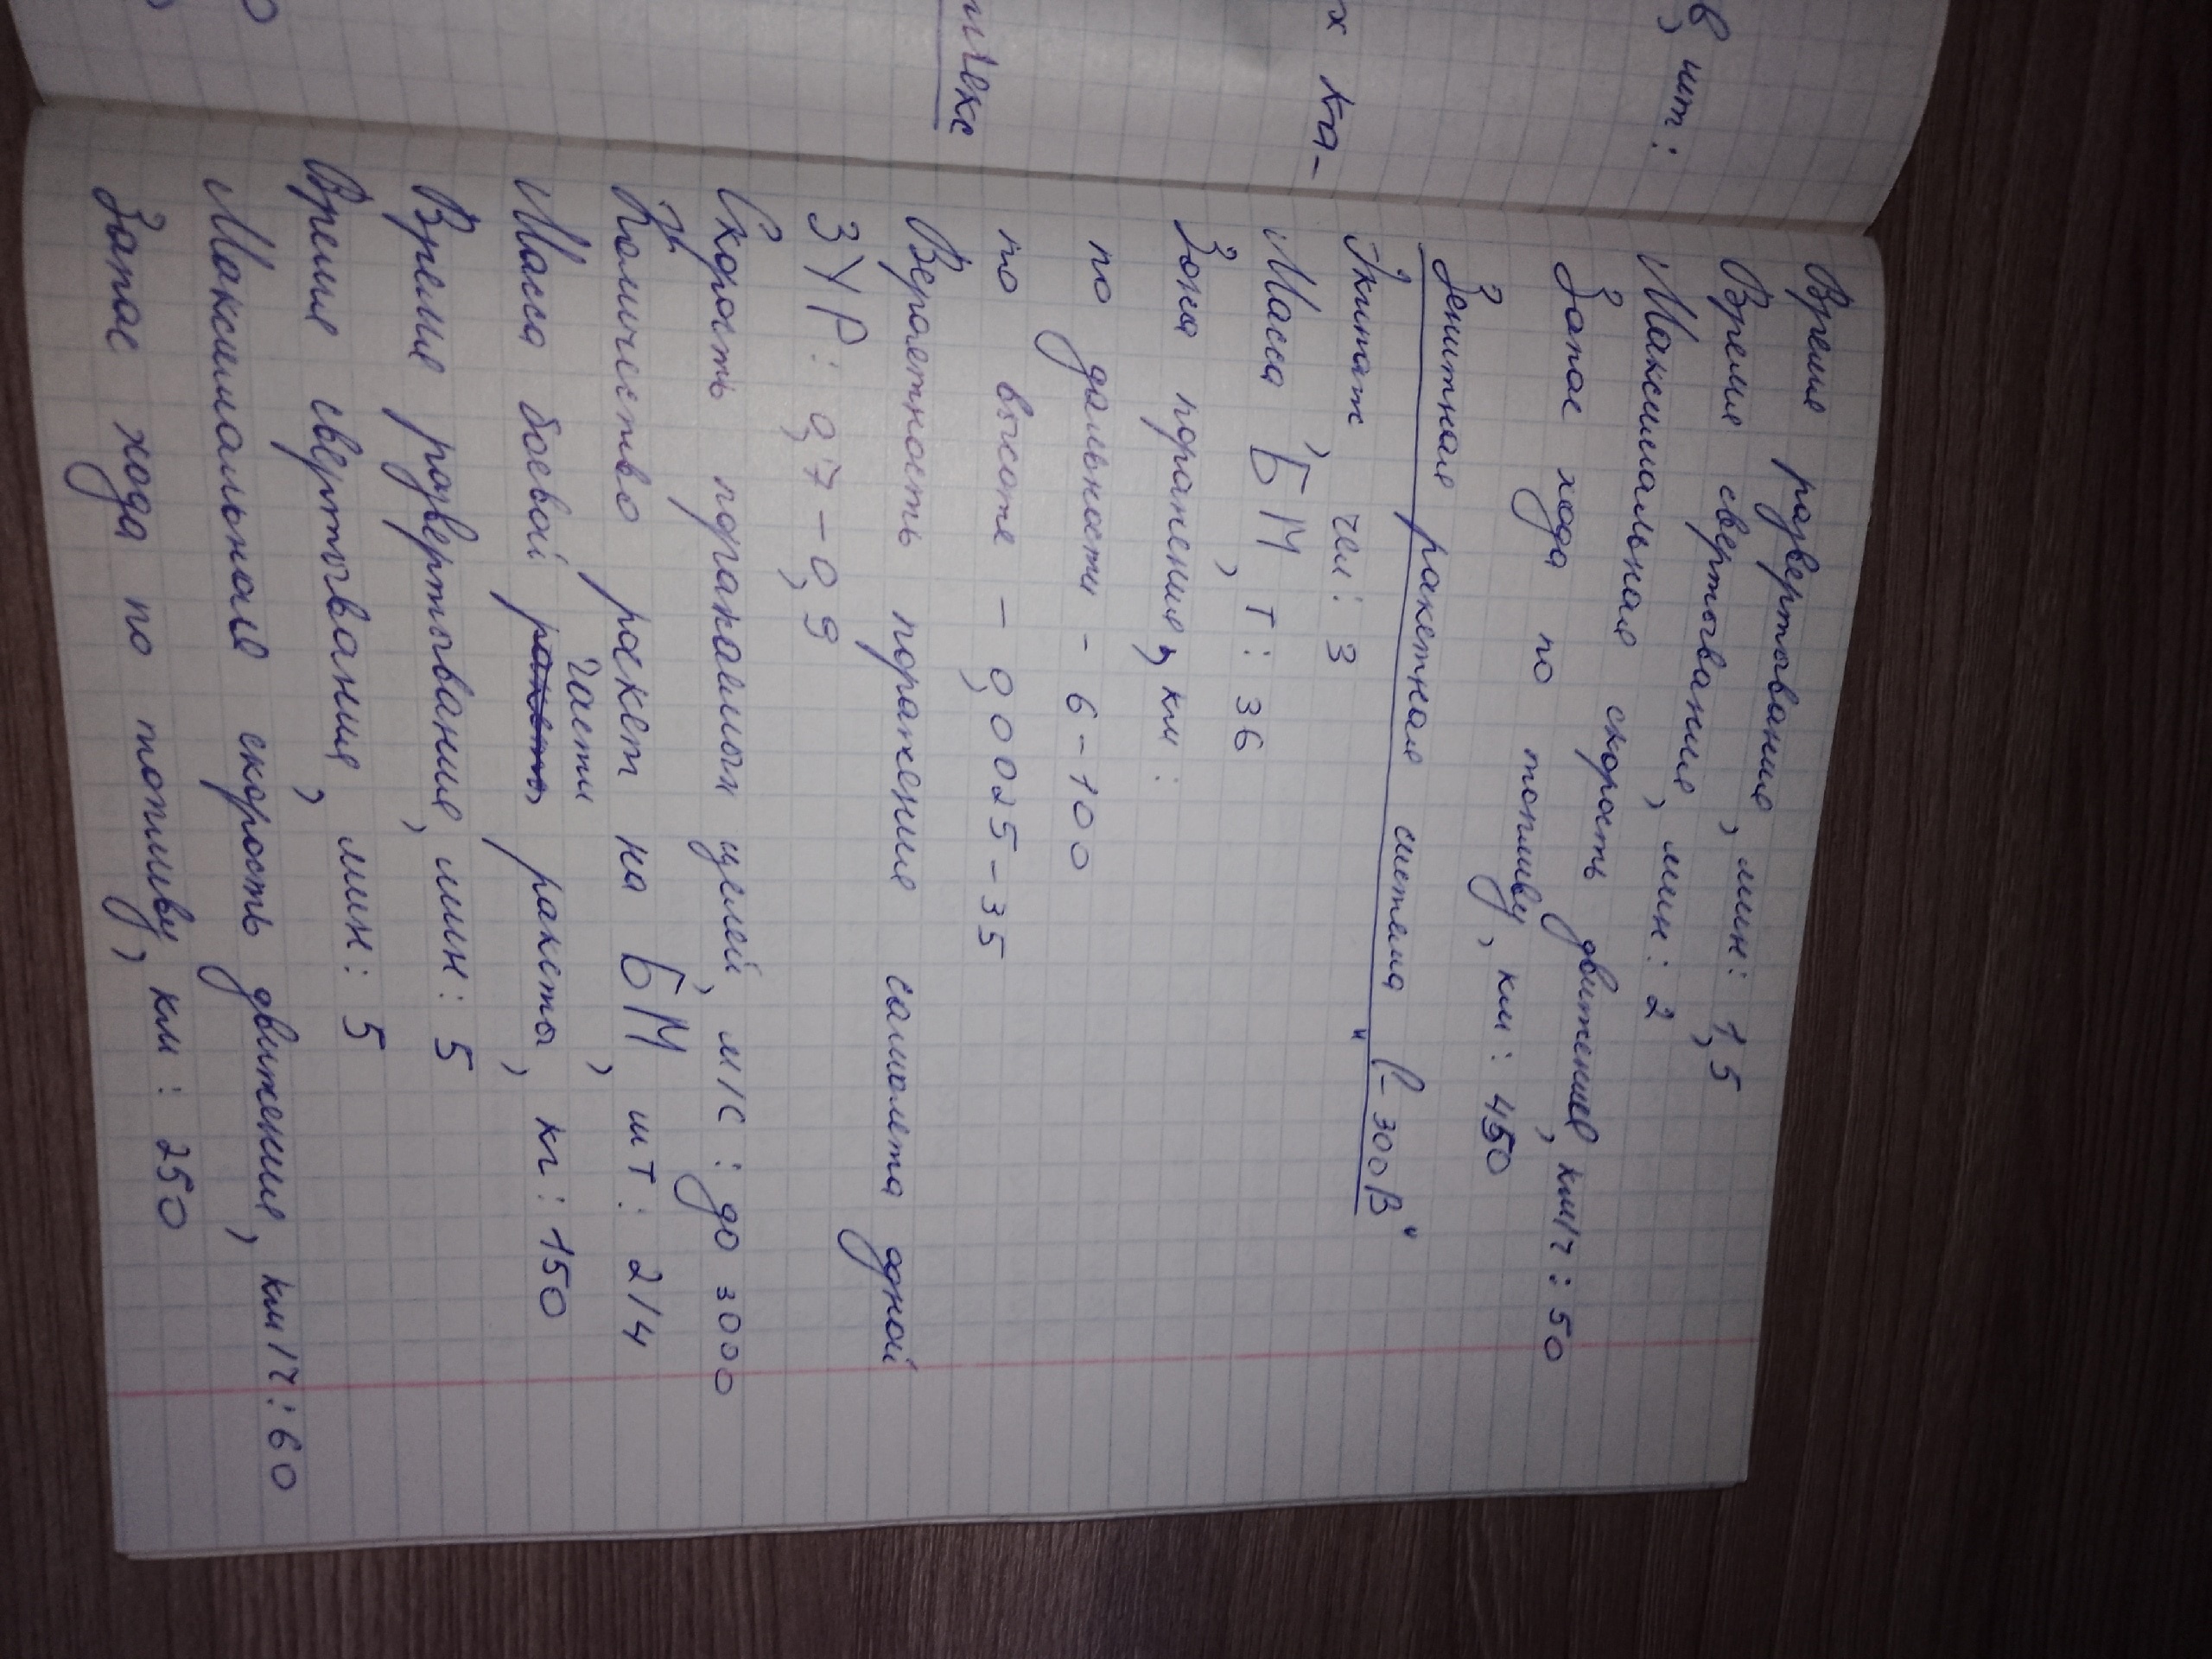 в, шт:
х ка-
плекс
Время развертывания, мин: 1,5
Время свертывания, мин: 2
Максимальная скорость движения, км/ч: 50
Запас хода по топливу, км: 450
Зенитная ракетная система "С-300В"
Экипаж, чел: 3
Масса БМ, т: 36
Зона поражения, км:
по дальности - 6-100
по высоте - 0,0025-35
Вероятность поражения самолета одной
ЗУР: 0,7-0,9
Скорость поражаемых целей, м/с: до 3000
Количество ракет на БМ, шт: 2/4
части
Масса боевой ракеты ракеты, кг: 150
Время развертывания, мин: 5
Время свертывания, мин: 5
Максимальная скорость движения, км/ч: 60
Запас хода по топливу, км: 250